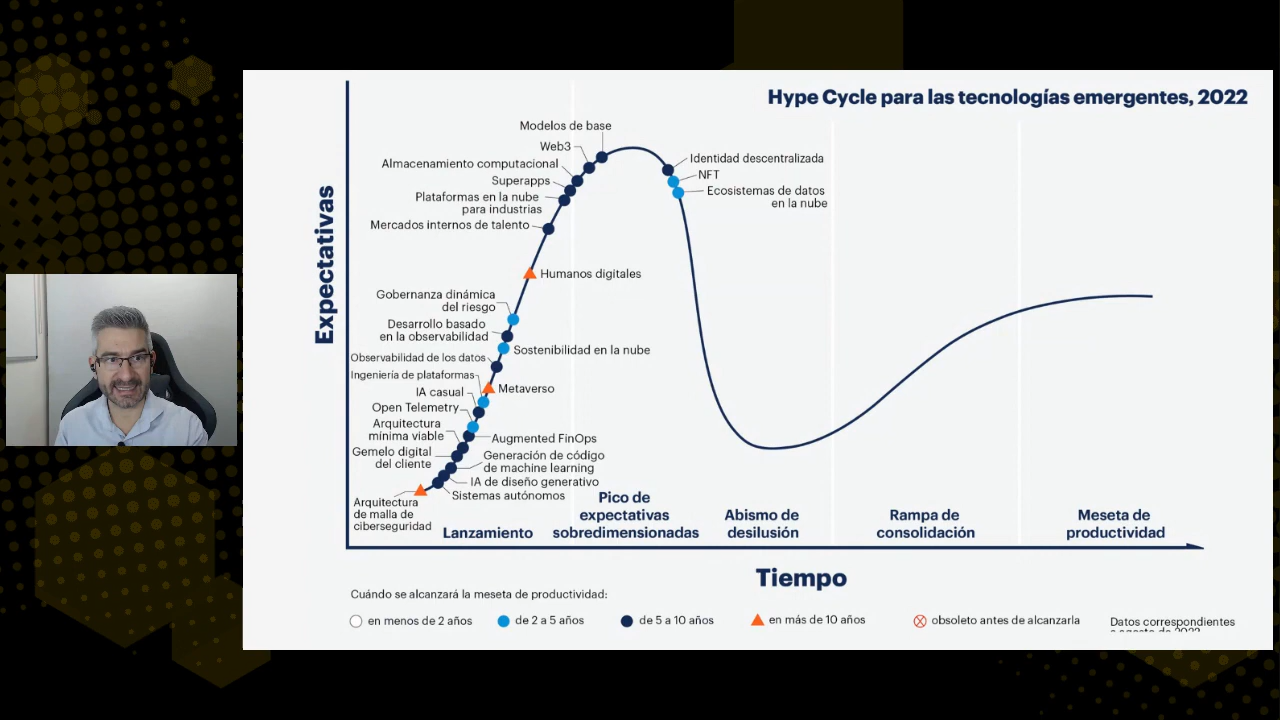 Hype Cycle para las tecnologías emergentes, 2022
Expectativas
Modelos de base
Web3
Almacenamiento computacional
Superapps
Plataformas en la nube
para industrias
Mercados internos de talento
Identidad descentralizada
NFT
Ecosistemas de datos
en la nube
Humanos digitales
Gobernanza dinámica
del riesgo
Desarrollo basado
en la observabilidad
Sostenibilidad en la nube
Observabilidad de los datos
Ingeniería de plataformas
Metaverso
IA casual
Open Telemetry
Arquitectura
mínima viable
Augmented FinOps
Gemelo digital
del cliente
Generación de código
de machine learning
IA de diseño generativo
Sistemas autónomos
Arquitectura
de malla de
ciberseguridad
Lanzamiento
Pico de
expectativas
sobredimensionadas
Abismo de
desilusión
Rampa de
consolidación
Meseta de
productividad
Tiempo
Cuándo se alcanzará la meseta de productividad:
en menos de 2 años
de 2 a 5 años
de 5 a 10 años
en más de 10 años
obsoleto antes de alcanzarla
Datos correspondientes
a agosto de 2022